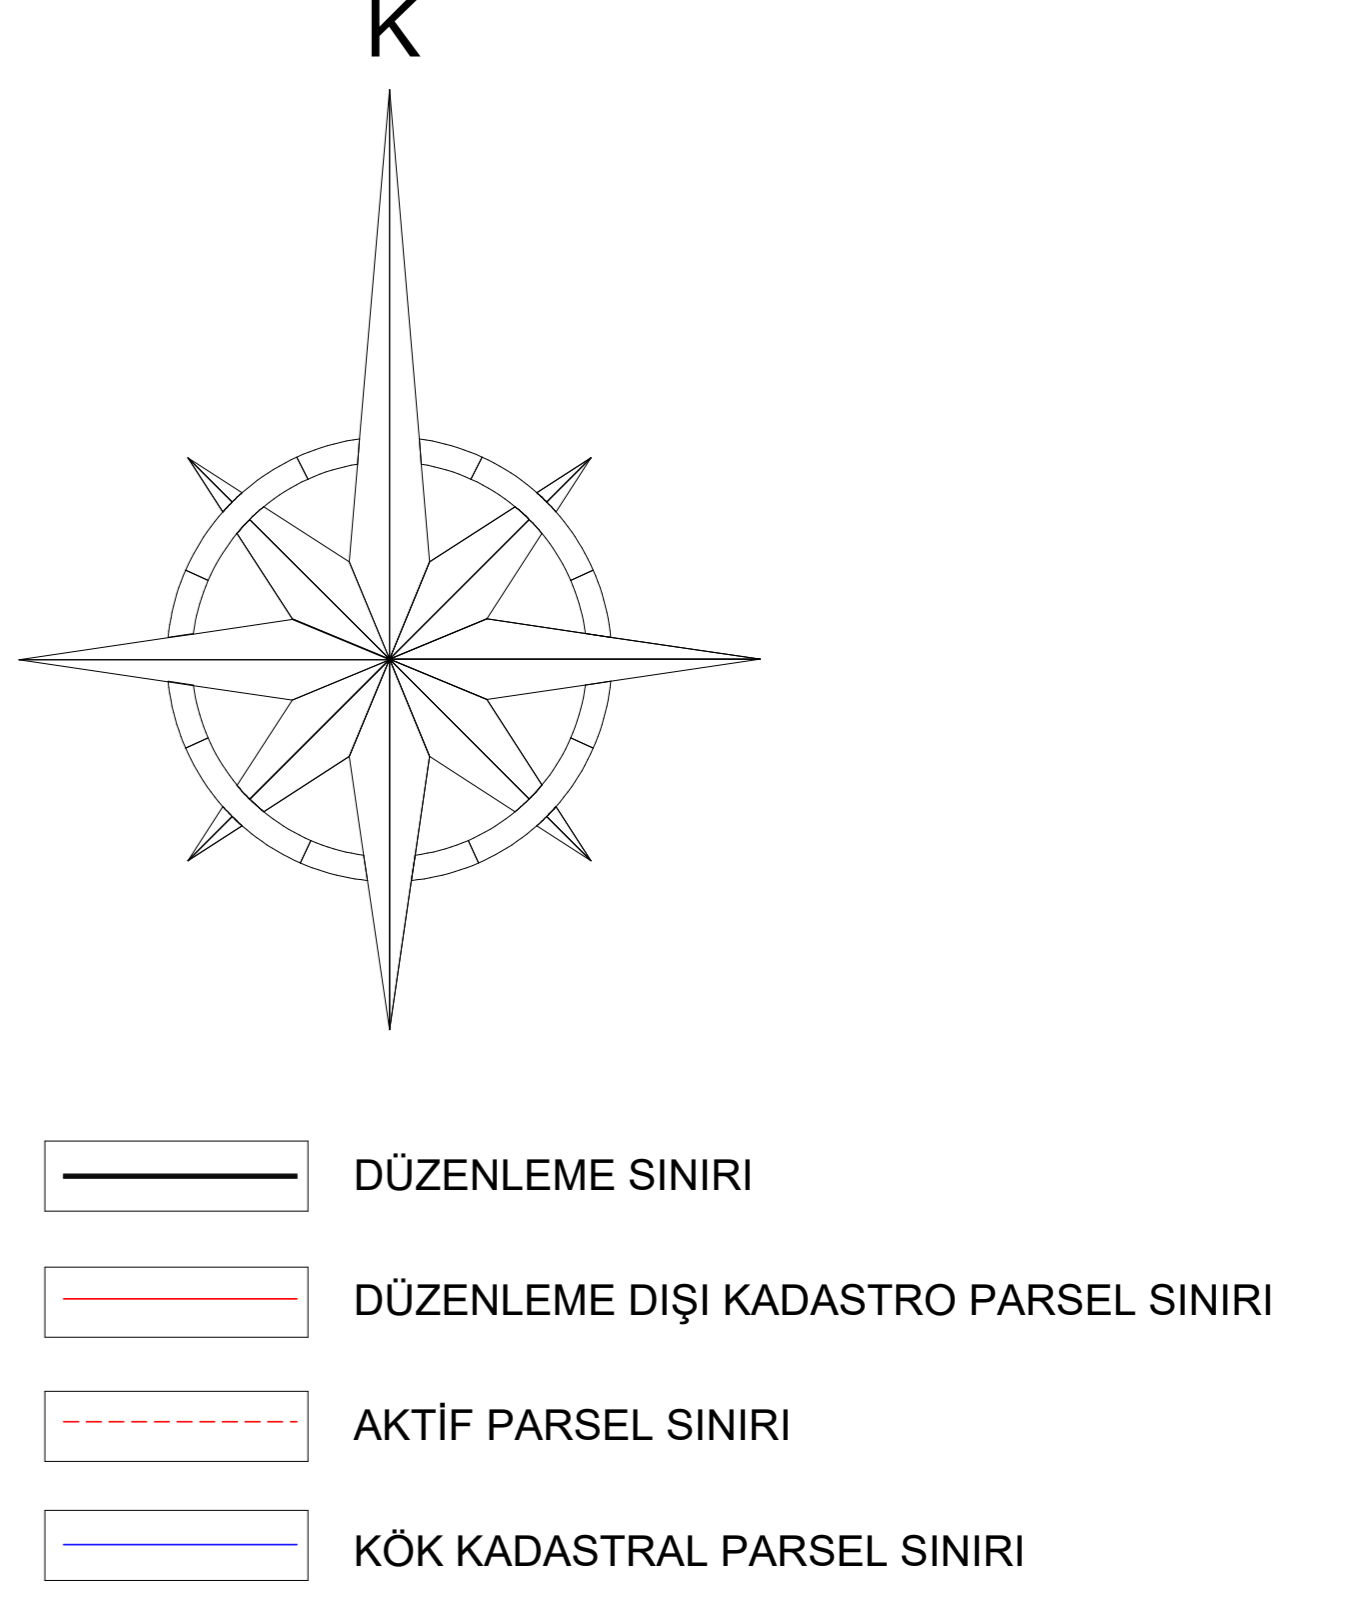 K
DÜZENLEME SINIRI
DÜZENLEME DIŞI KADASTRO PARSEL SINIRI
AKTİF PARSEL SINIRI
KÖK KADASTRAL PARSEL SINIRI